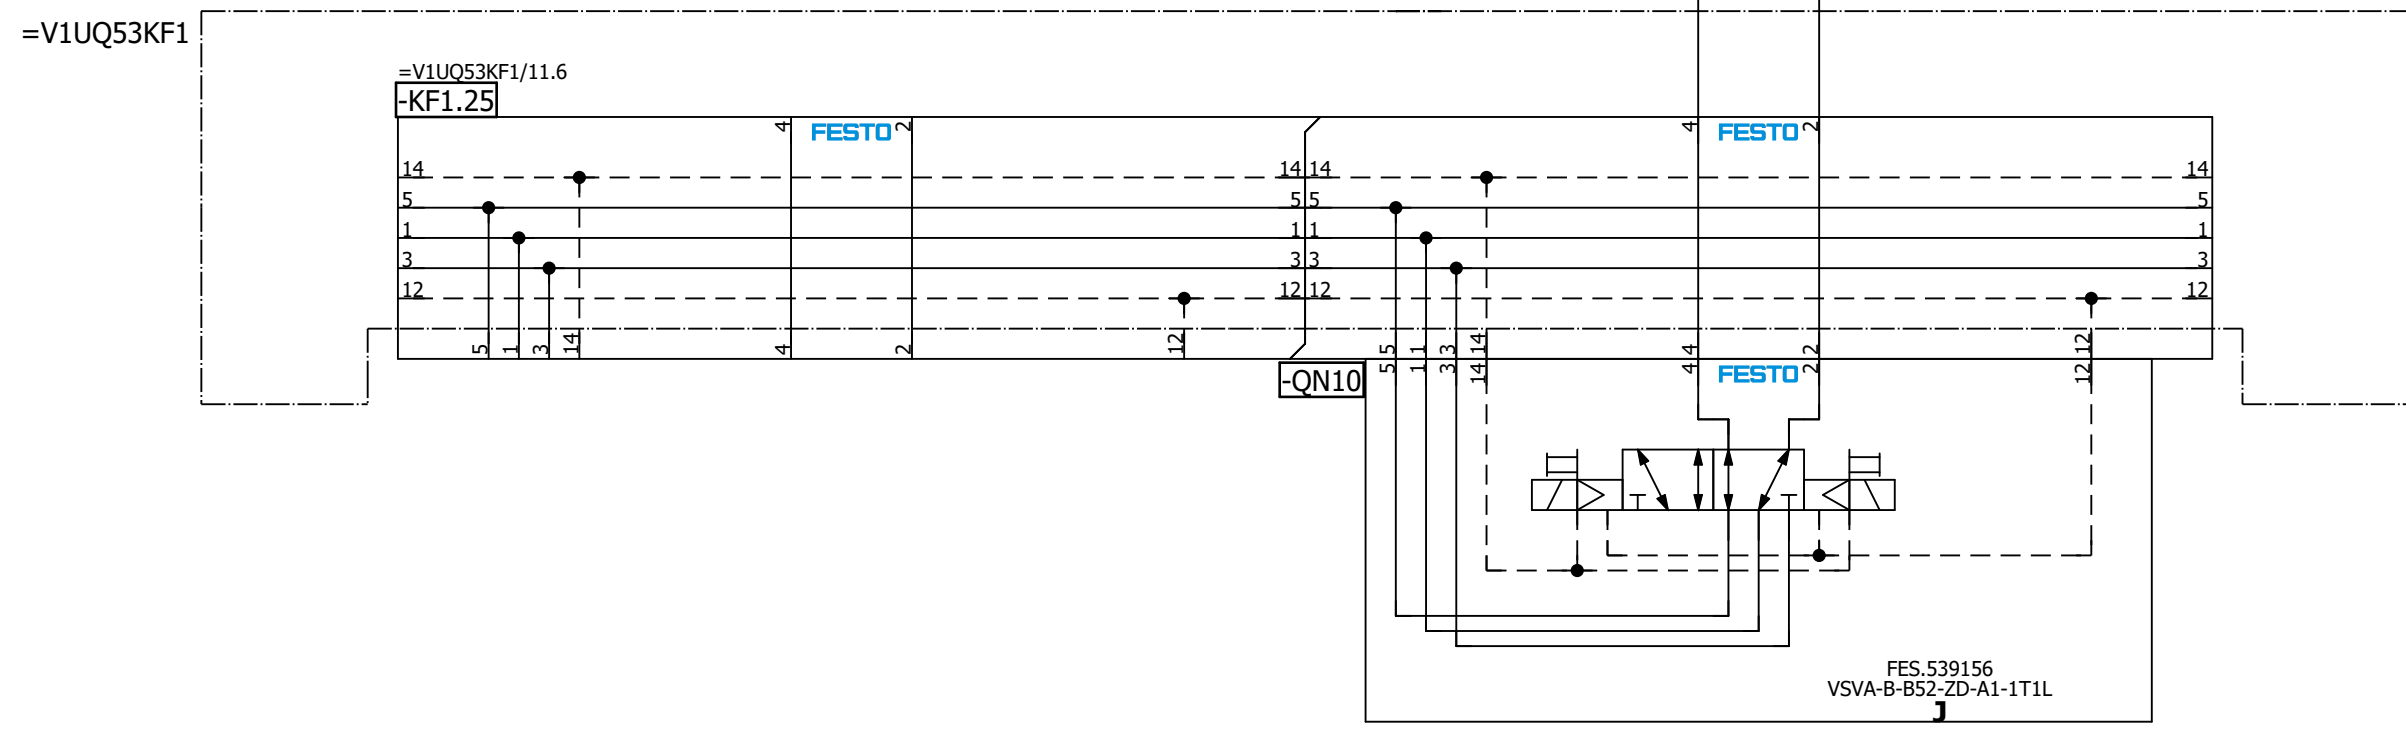 =V1UQ53KF1
=V1UQ53KF1/11.6
-KF1.25
4 FESTO 2 4 FESTO 2
14 14 14 14
5 5 5 5
1 1 1 1
3 3 3 3
12 12 12 12
5 1 3 14 4 2 12 5 1 3 14 4 2 12
-QN10
5 1 3 14 4 FESTO 2 12
FES.539156
VSVA-B-B52-ZD-A1-1T1L
J